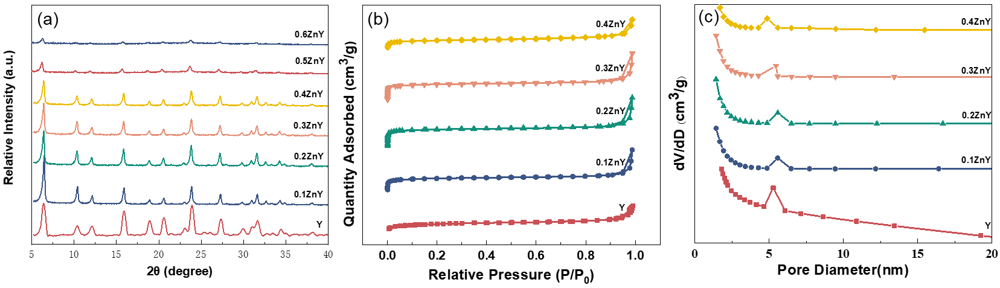 (a)
0.6ZnY
0.5ZnY
0.4ZnY
0.3ZnY
0.2ZnY
0.1ZnY
Y
Relative Intensity (a.u.)
5 10 15 20 25 30 35 40
2θ (degree)
(b)
0.4ZnY
0.3ZnY
0.2ZnY
0.1ZnY
Y
Quantity Adsorbed (cm³/g)
0.0 0.2 0.4 0.6 0.8 1.0
Relative Pressure (P/P₀)
(c)
0.4ZnY
0.3ZnY
0.2ZnY
0.1ZnY
Y
dV/dD (cm³/g)
0 5 10 15 20
Pore Diameter(nm)